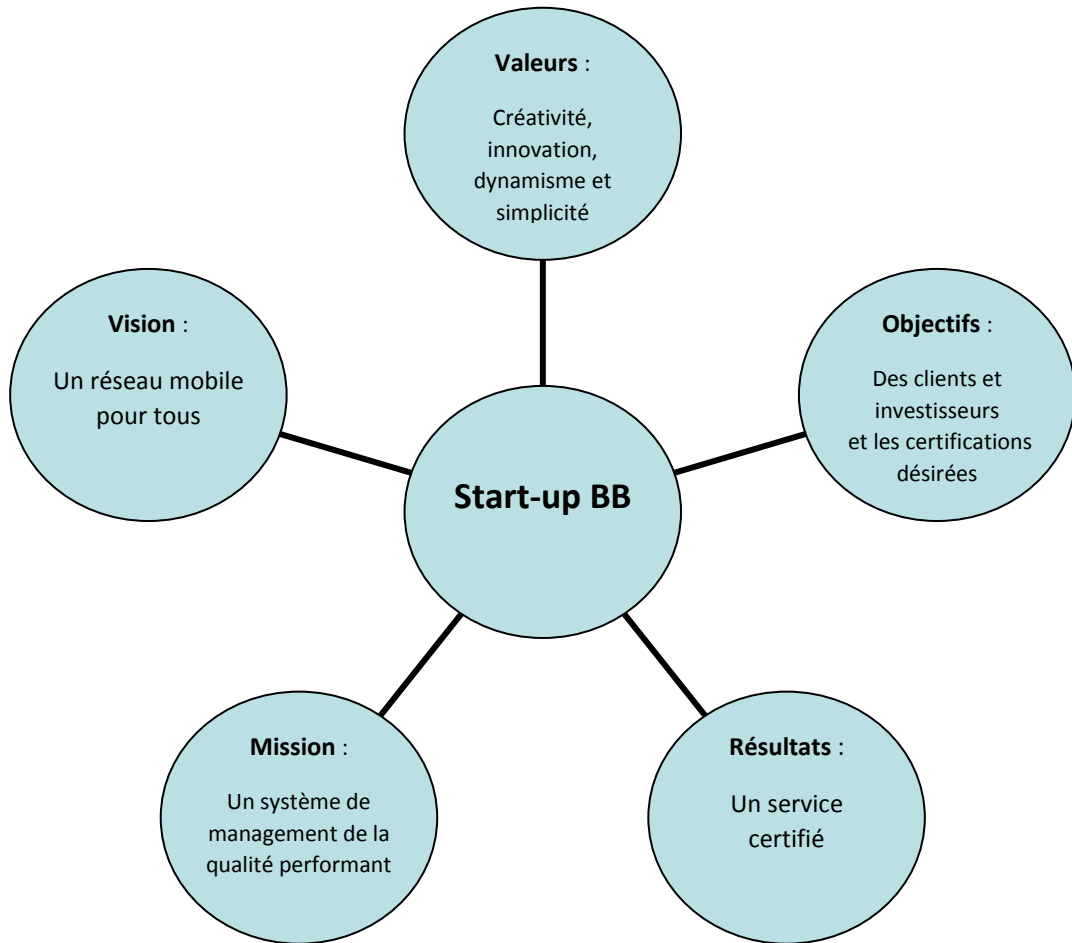 Valeurs :
Créativité,
innovation,
dynamisme et
simplicité
Vision :
Un réseau mobile
pour tous
Objectifs :
Des clients et
investisseurs
et les certifications
désirées
Start-up BB
Mission :
Un système de
management de la
qualité performant
Résultats :
Un service
certifié